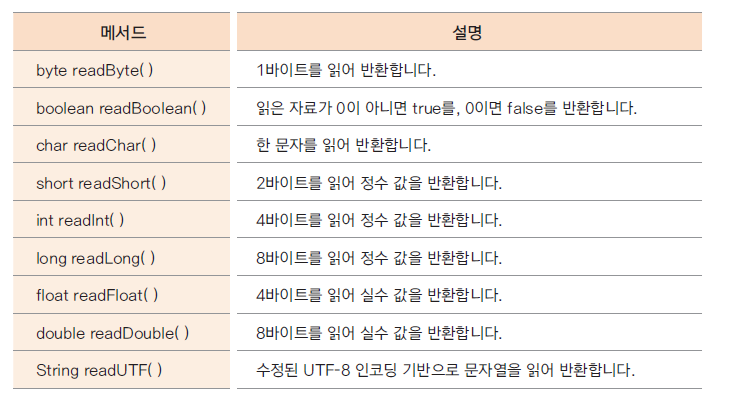 메서드 설명
byte readByte( ) 1바이트를 읽어 반환합니다.
boolean readBoolean( ) 읽은 자료가 0이 아니면 true를, 0이면 false를 반환합니다.
char readChar( ) 한 문자를 읽어 반환합니다.
short readShort( ) 2바이트를 읽어 정수 값을 반환합니다.
int readInt( ) 4바이트를 읽어 정수 값을 반환합니다.
long readLong( ) 8바이트를 읽어 정수 값을 반환합니다.
float readFloat( ) 4바이트를 읽어 실수 값을 반환합니다.
double readDouble( ) 8바이트를 읽어 실수 값을 반환합니다.
String readUTF( ) 수정된 UTF-8 인코딩 기반으로 문자열을 읽어 반환합니다.